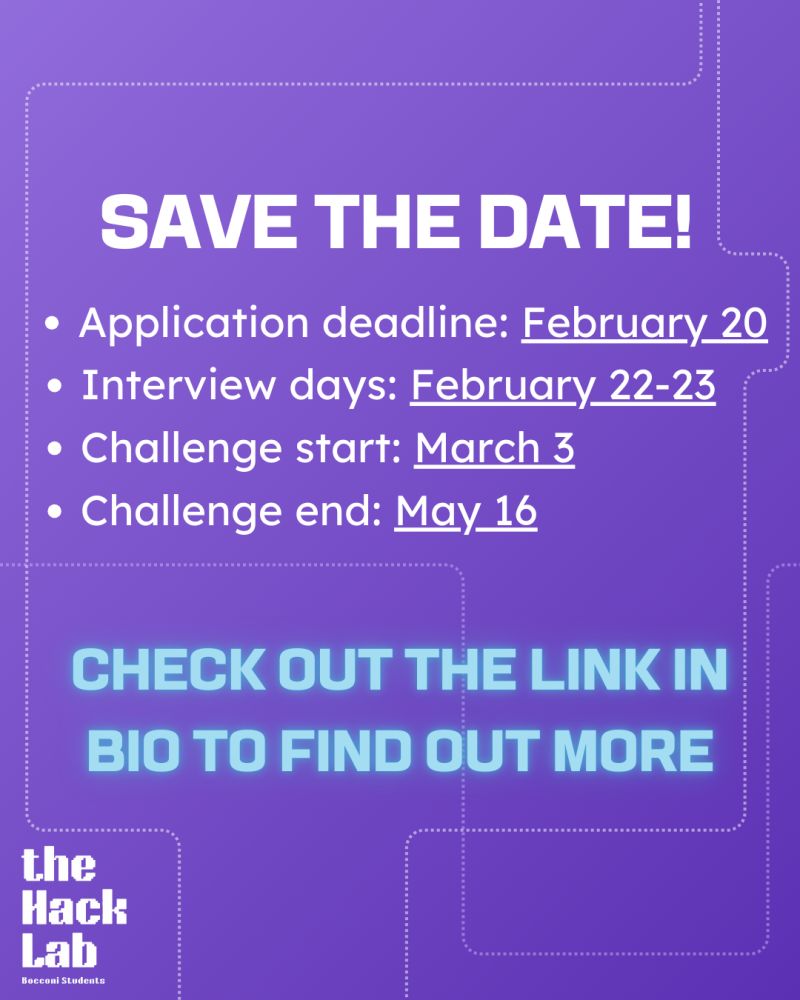 SAVE THE DATE!
• Application deadline: February 20
• Interview days: February 22-23
• Challenge start: March 3
• Challenge end: May 16
CHECK OUT THE LINK IN
BIO TO FIND OUT MORE
the
Hack
Lab
Bocconi Students